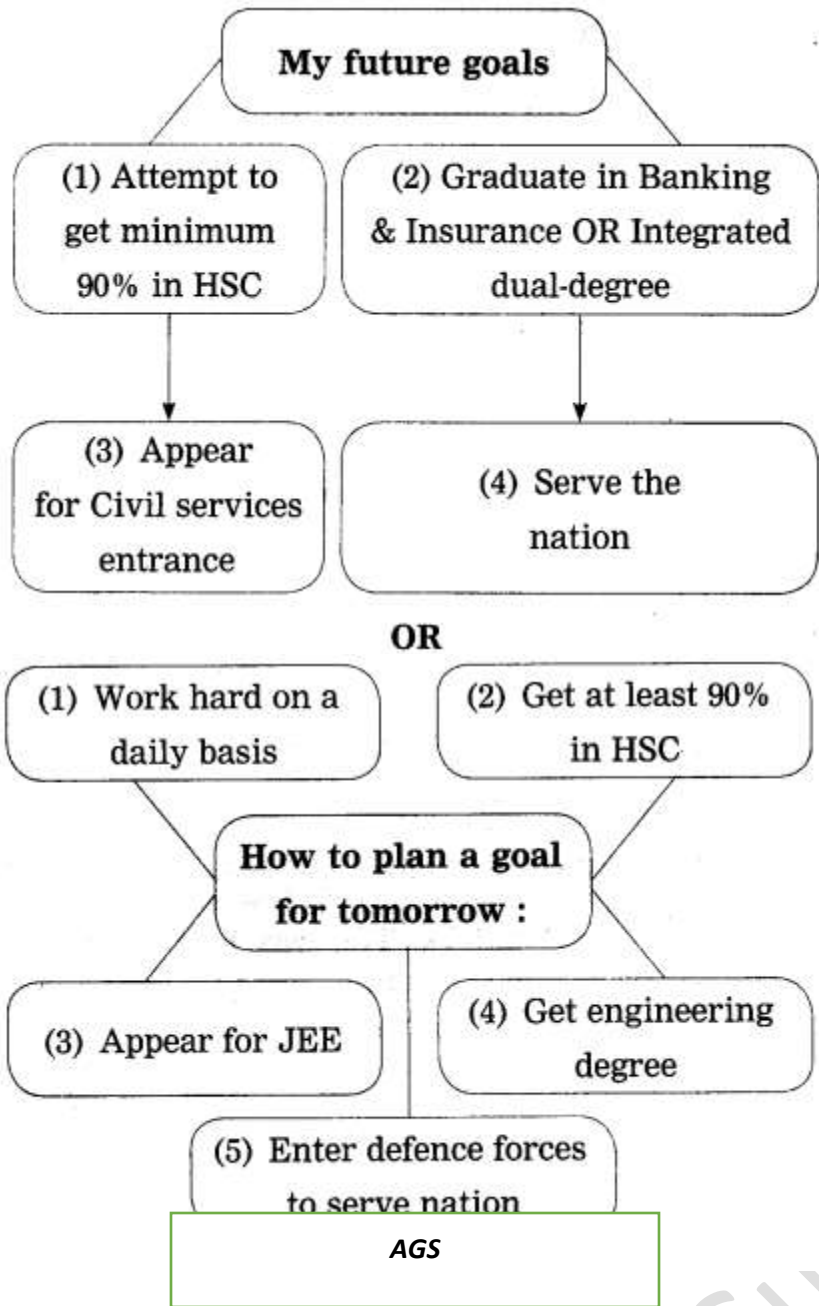 My future goals
(1) Attempt to
get minimum
90% in HSC
(2) Graduate in Banking
& Insurance OR Integrated
dual-degree
(3) Appear
for Civil services
entrance
(4) Serve the
nation
OR
(1) Work hard on a
daily basis
(2) Get at least 90%
in HSC
How to plan a goal
for tomorrow :
(3) Appear for JEE
(4) Get engineering
degree
(5) Enter defence forces
to serve nation
AGS